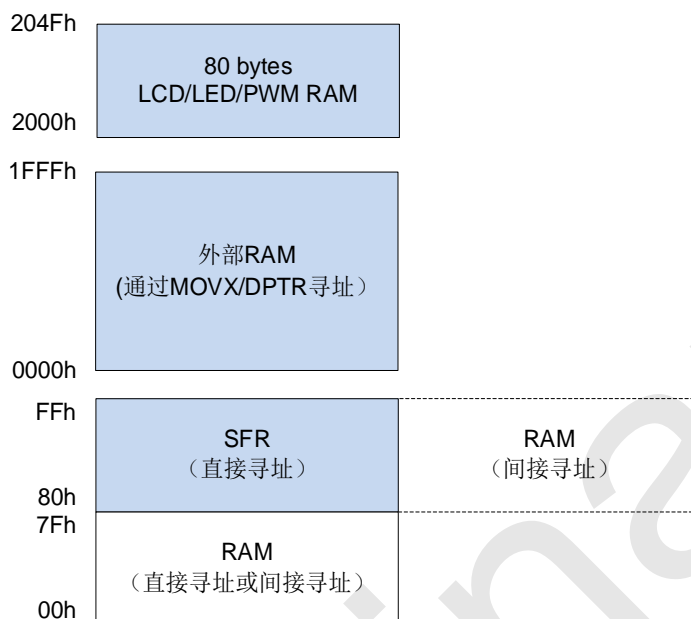 204Fh
80 bytes
LCD/LED/PWM RAM
2000h
1FFFh
外部RAM
(通过MOVX/DPTR寻址）
0000h
FFh
SFR
（直接寻址）
RAM
（间接寻址）
80h
7Fh
RAM
（直接寻址或间接寻址）
00h